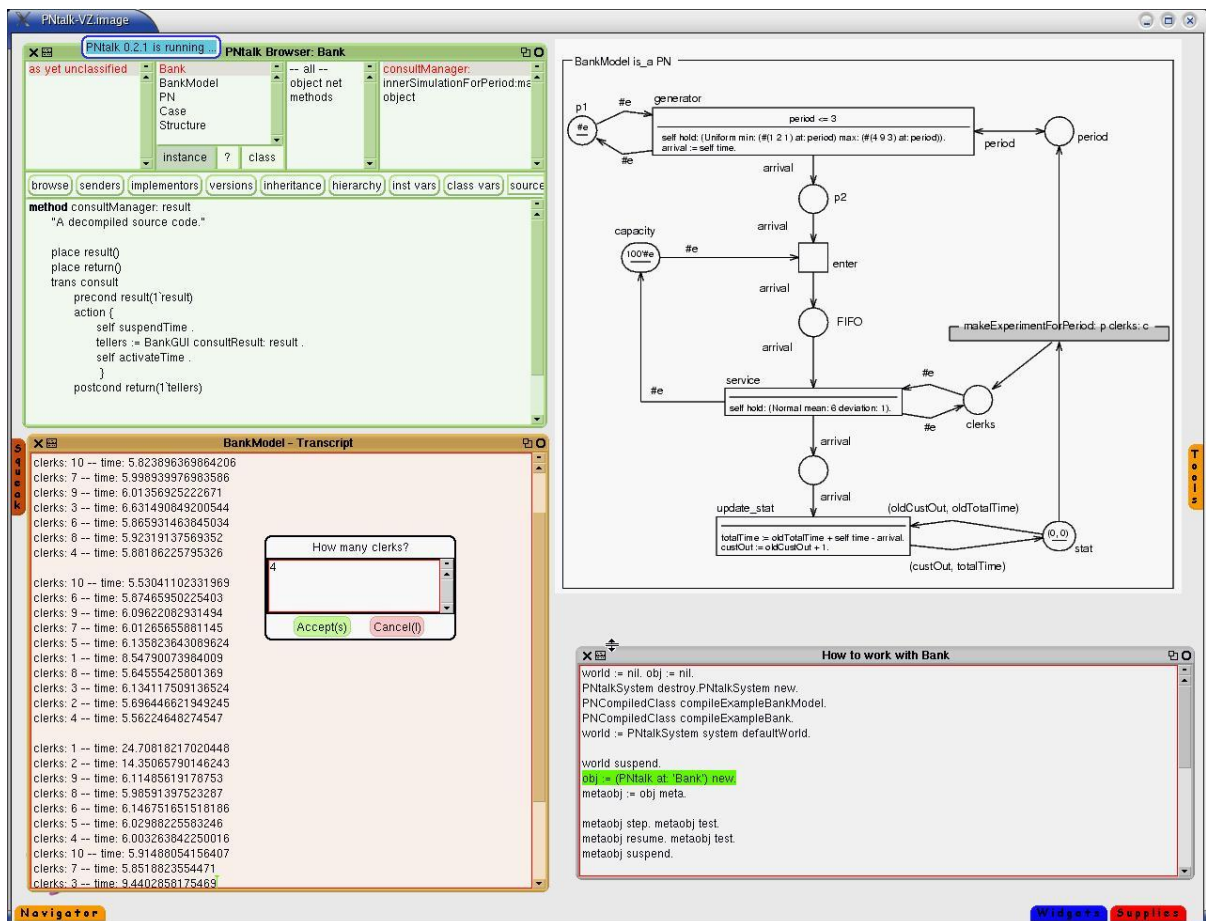 PNtalk-VZ.image
PNtalk 0.2.1 is running ...
PNtalk Browser: Bank
as yet unclassified
Bank
BankModel
PN
Case
Structure
-- all --
object net
methods
consultManager:
innerSimulationForPeriod:ma
object
instance ? class
browse senders implementors versions inheritance hierarchy inst vars class vars source
method consultManager: result
"A decompiled source code."
place result()
place return()
trans consult
precond result(1`result)
action {
self suspendTime .
tellers := BankGUI consultResult: result .
self activateTime .
}
postcond return(1`tellers)
Squeak
BankModel - Transcript
clerks: 10 -- time: 5.823896369864206
clerks: 7 -- time: 5.998939976983586
clerks: 9 -- time: 6.01356925222671
clerks: 3 -- time: 6.631490849200544
clerks: 6 -- time: 5.865931463845034
clerks: 8 -- time: 5.92319137569352
clerks: 4 -- time: 5.88186225795326
clerks: 10 -- time: 5.53041102331969
clerks: 6 -- time: 5.87465950225403
clerks: 9 -- time: 6.09622082931494
clerks: 7 -- time: 6.01265655881145
clerks: 5 -- time: 6.135823643089624
clerks: 1 -- time: 8.54790073984009
clerks: 8 -- time: 5.64555425801369
clerks: 3 -- time: 6.134117509136524
clerks: 2 -- time: 5.696446621949245
clerks: 4 -- time: 5.56224648274547
clerks: 1 -- time: 24.70818217020448
clerks: 2 -- time: 14.35065790146243
clerks: 9 -- time: 6.11485619178753
clerks: 8 -- time: 5.98591397523287
clerks: 6 -- time: 6.146751651518186
clerks: 5 -- time: 6.02988225583246
clerks: 4 -- time: 6.003263842250016
clerks: 10 -- time: 5.91488054156407
clerks: 7 -- time: 5.8518823554471
clerks: 3 -- time: 9.4402858175469
How many clerks?
4
Accept(s) Cancel(l)
BankModel is_a PN
p1
#e
#e
#e
generator
period <= 3
self hold: (Uniform min: (#(1 2 1) at: period) max: (#(4 9 3) at: period)).
arrival := self time.
period
period
arrival
p2
arrival
capacity
100'#e
#e
enter
arrival
FIFO
arrival
makeExperimentForPeriod: p clerks: c
service
#e
self hold: (Normal mean: 6 deviation: 1).
#e
#e
clerks
arrival
arrival
update_stat
(oldCustOut, oldTotalTime)
totalTime := oldTotalTime + self time - arrival.
custOut := oldCustOut + 1.
(0, 0)
stat
(custOut, totalTime)
Tools
How to work with Bank
world := nil. obj := nil.
PNtalkSystem destroy.PNtalkSystem new.
PNCompiledClass compileExampleBankModel.
PNCompiledClass compileExampleBank.
world := PNtalkSystem system defaultWorld.
world suspend.
obj := (PNtalk at: 'Bank') new.
metaobj := obj meta.
metaobj step. metaobj test.
metaobj resume. metaobj test.
metaobj suspend.
Navigator
Widgets Supplies